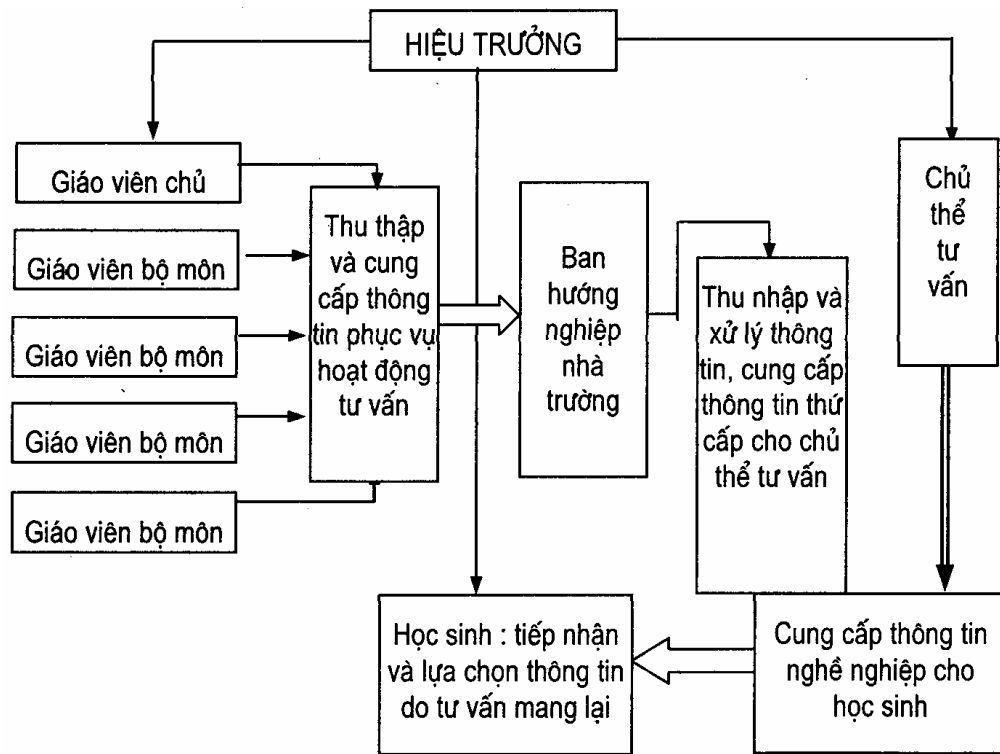 HIỆU TRƯỞNG
Giáo viên chủ
Giáo viên bộ môn
Giáo viên bộ môn
Giáo viên bộ môn
Giáo viên bộ môn
Thu thập
và cung
cấp thông
tin phục vụ
hoạt động
tư vấn
Ban
hướng
nghiệp
nhà
trường
Thu nhập và
xử lý thông
tin, cung cấp
thông tin thứ
cấp cho chủ
thể tư vấn
Chủ
thể
tư
vấn
Học sinh : tiếp nhận
và lựa chọn thông tin
do tư vấn mang lại
Cung cấp thông tin
nghề nghiệp cho
học sinh